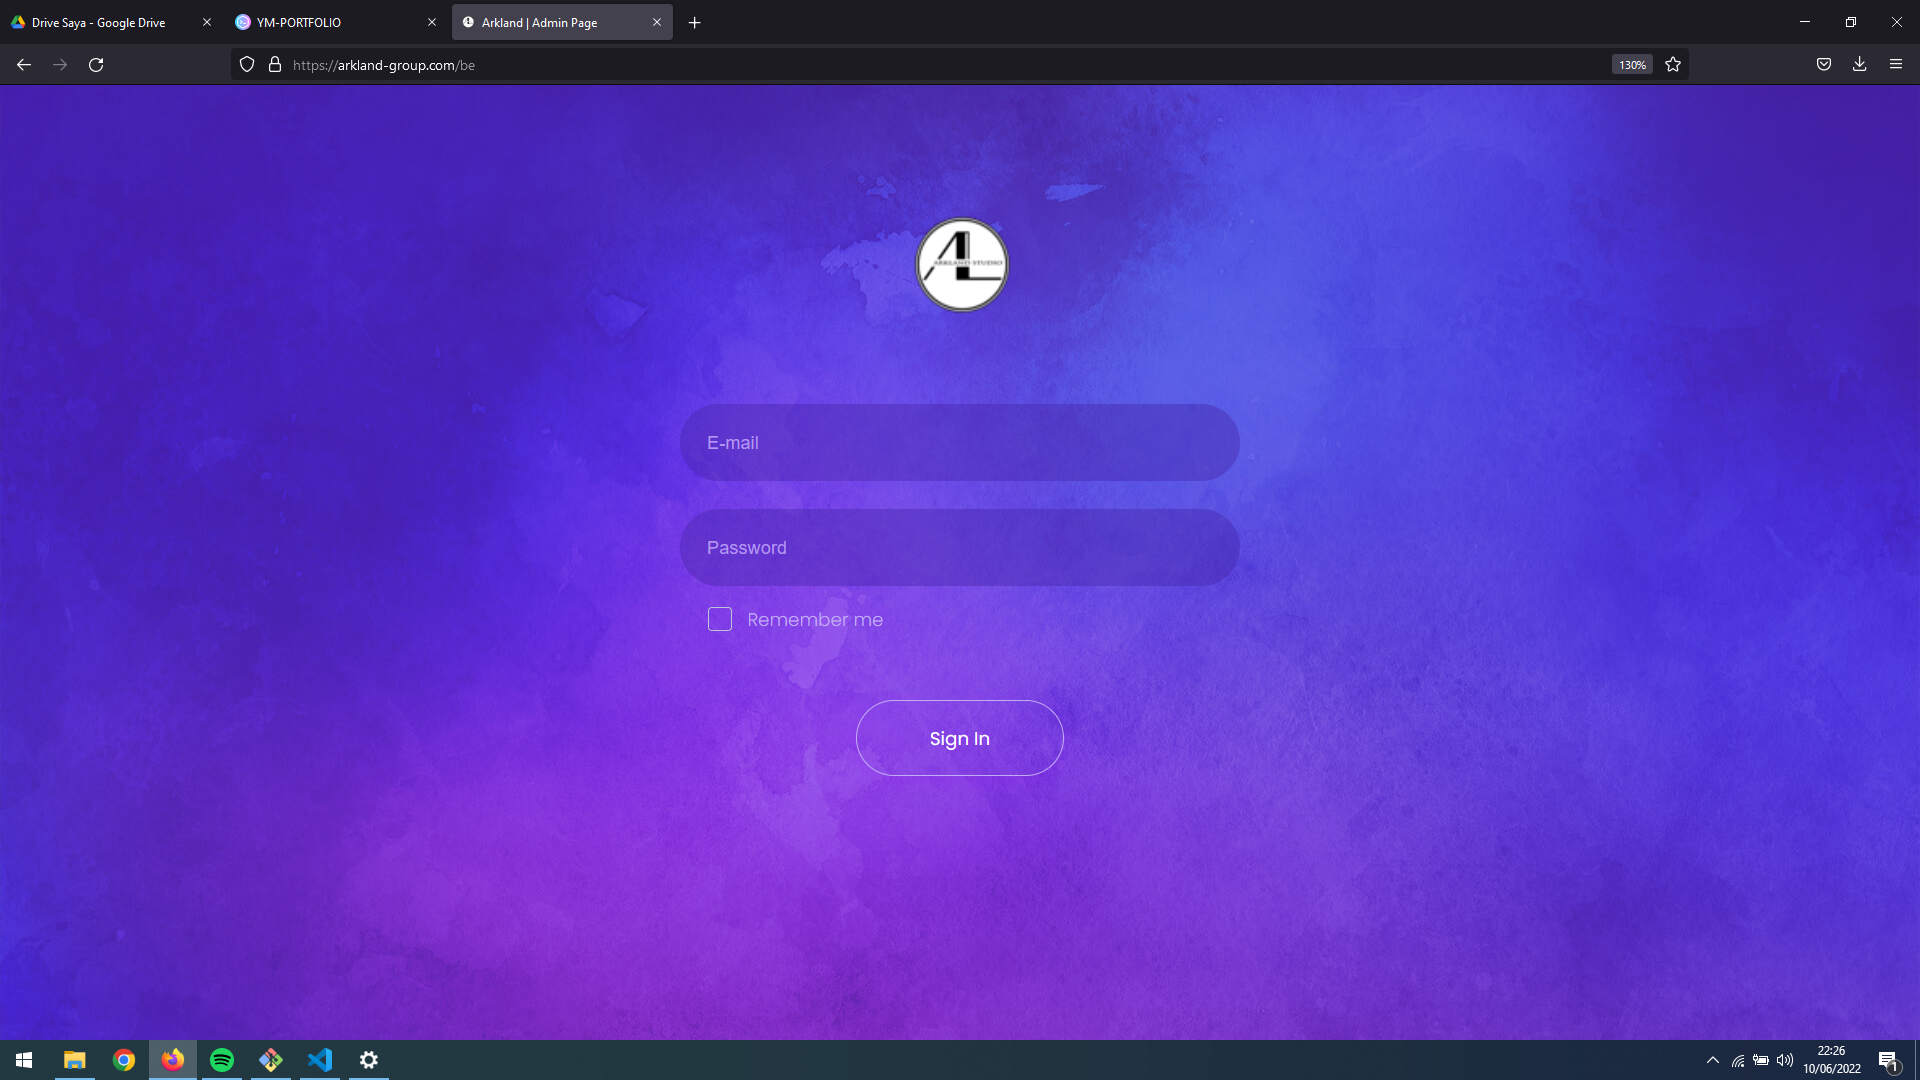 Drive Saya - Google Drive
YM-PORTFOLIO
Arkland | Admin Page
https://arkland-group.com/be
130%
ARKLAND STUDIO
E-mail
Password
Remember me
Sign In
22:26
10/06/2022
1